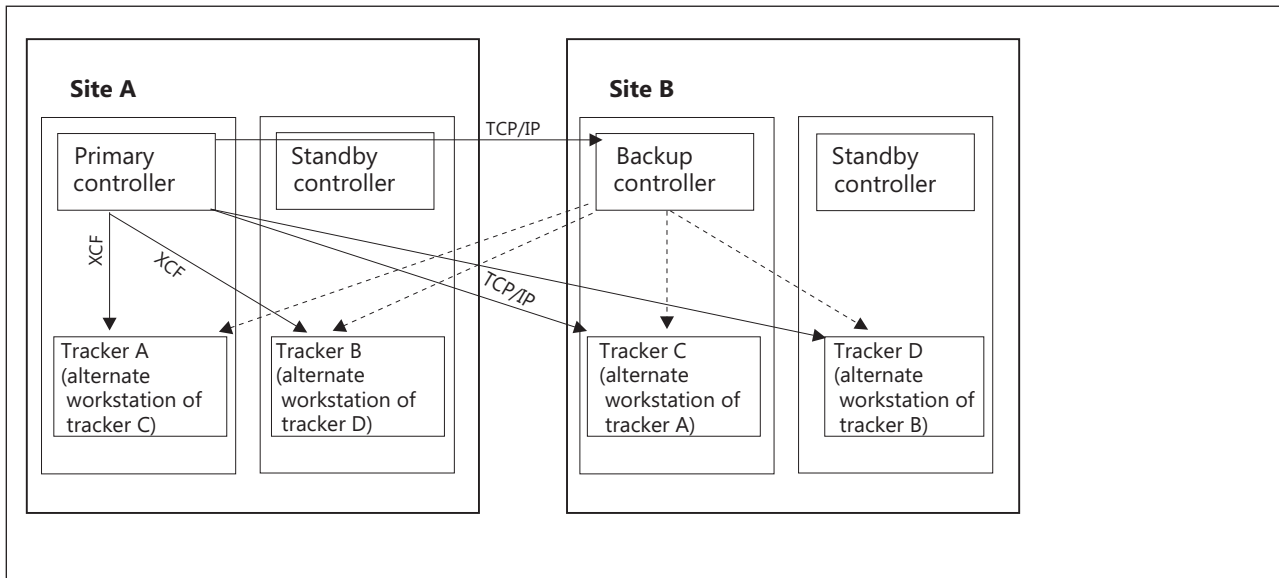 Site A
Primary
controller
Standby
controller
TCP/IP
XCF
XCF
Tracker A
(alternate
workstation of
tracker C)
Tracker B
(alternate
workstation of
tracker D)
Site B
Backup
controller
Standby
controller
TCP/IP
Tracker C
(alternate
workstation of
tracker A)
Tracker D
(alternate
workstation of
tracker B)